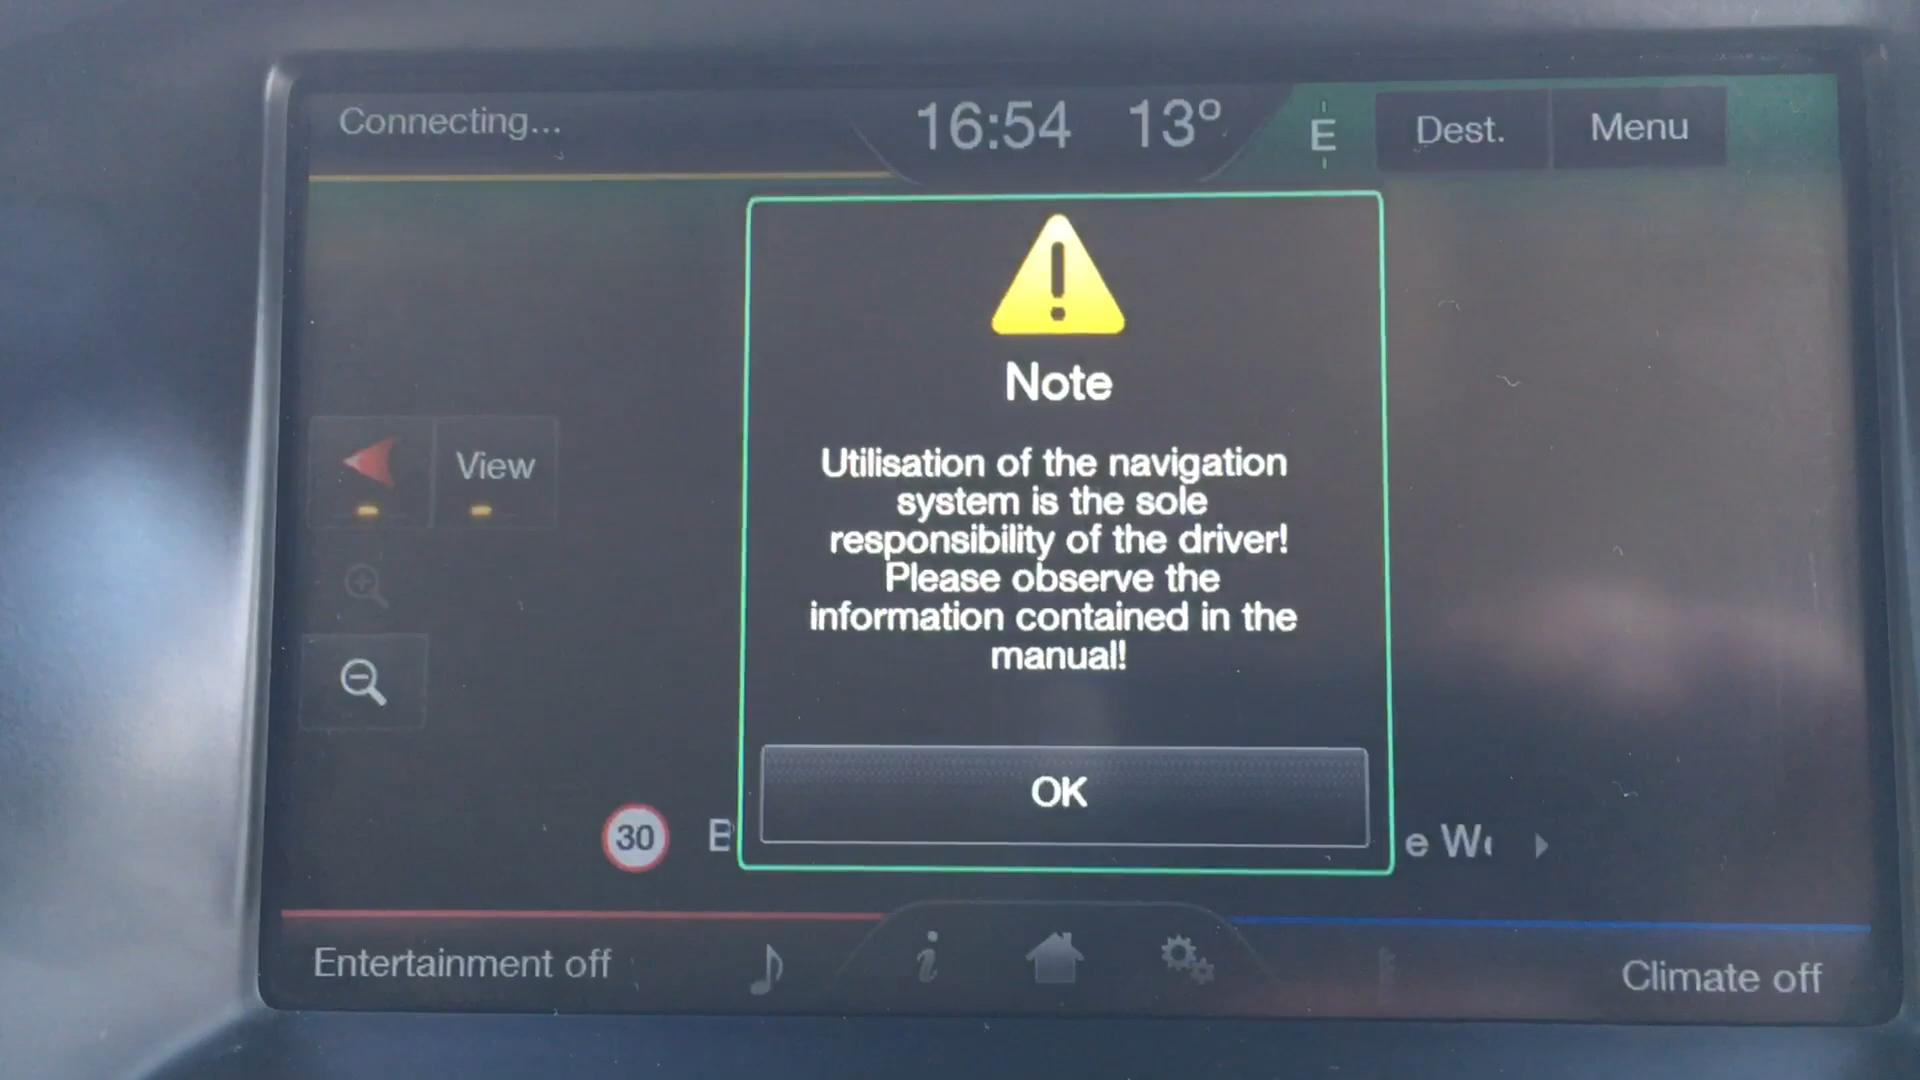 Connecting...
16:54 13° E Dest. Menu
Note
View
Utilisation of the navigation
system is the sole
responsibility of the driver!
Please observe the
information contained in the
manual!
OK
30
Entertainment off
Climate off